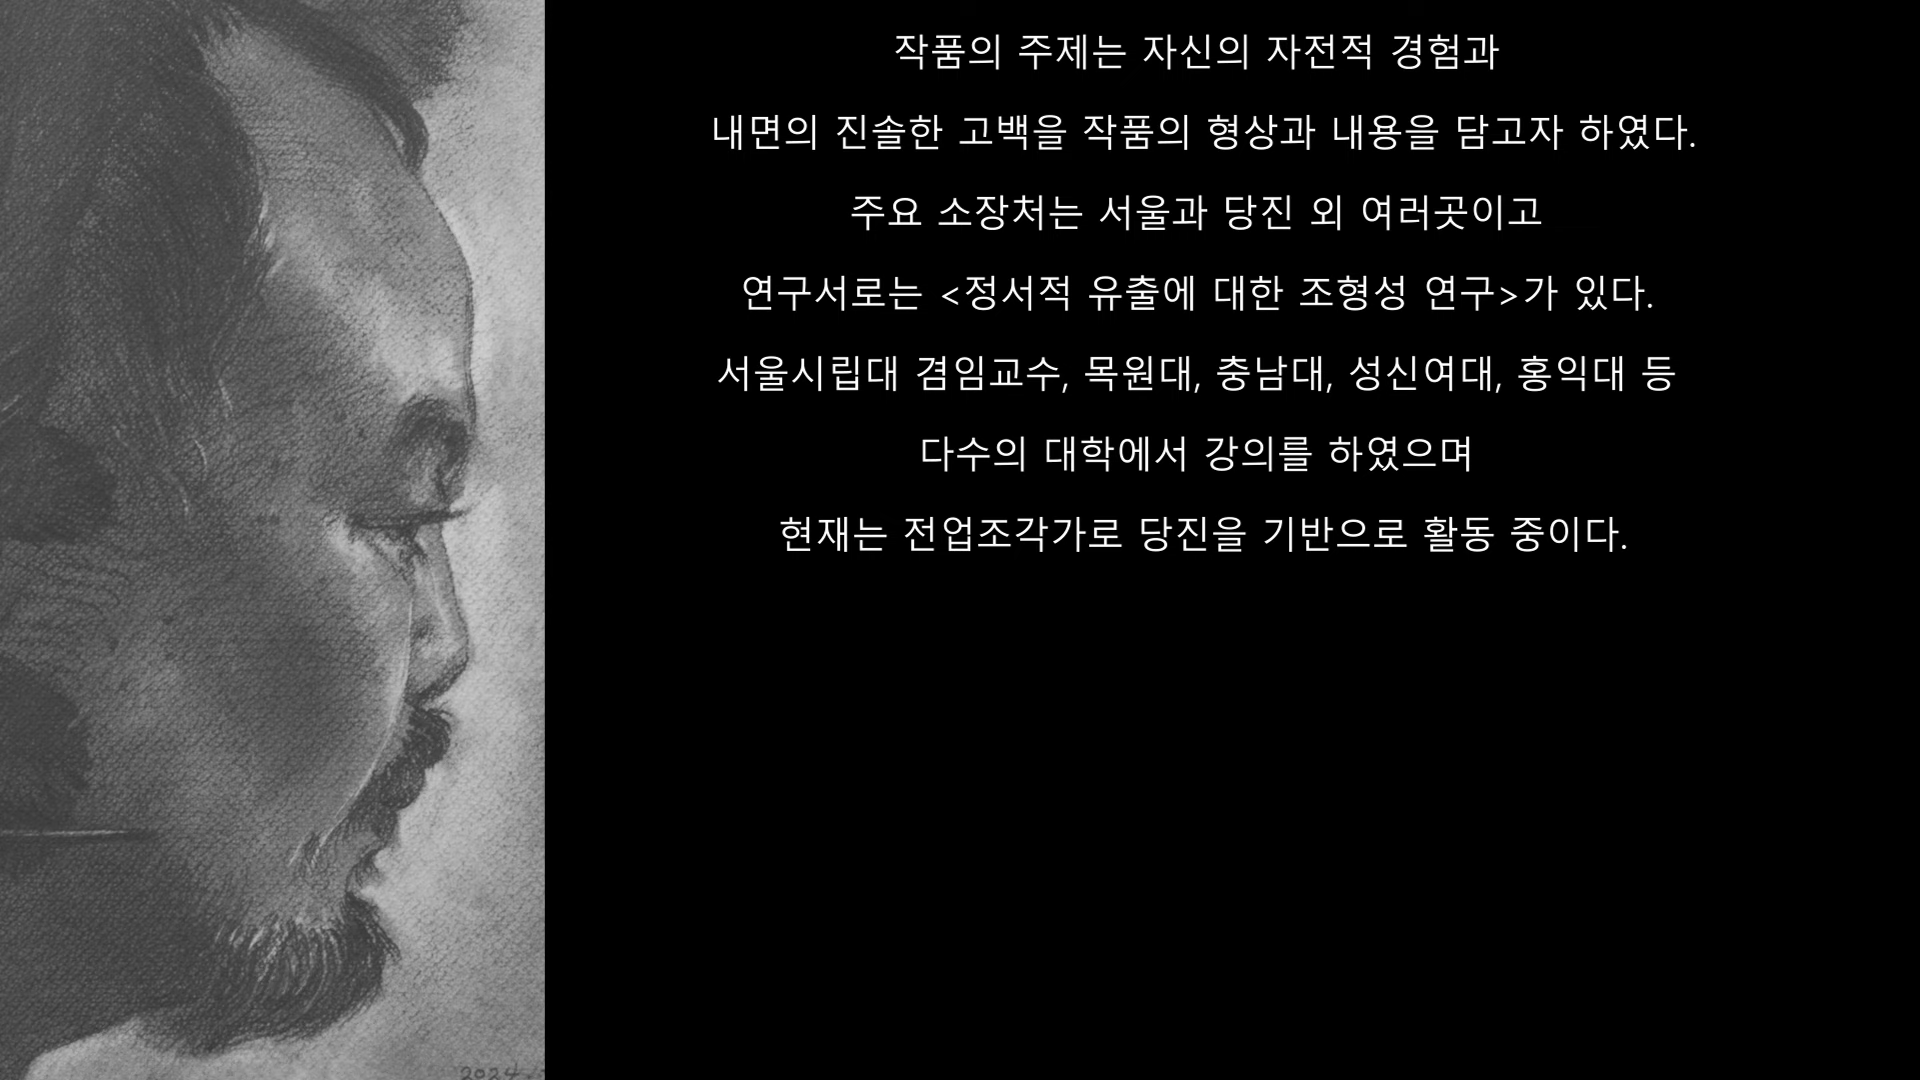 작품의 주제는 자신의 자전적 경험과
내면의 진솔한 고백을 작품의 형상과 내용을 담고자 하였다.
주요 소장처는 서울과 당진 외 여러곳이고
연구서로는 <정서적 유출에 대한 조형성 연구>가 있다.
서울시립대 겸임교수, 목원대, 충남대, 성신여대, 홍익대 등
다수의 대학에서 강의를 하였으며
현재는 전업조각가로 당진을 기반으로 활동 중이다.
2024